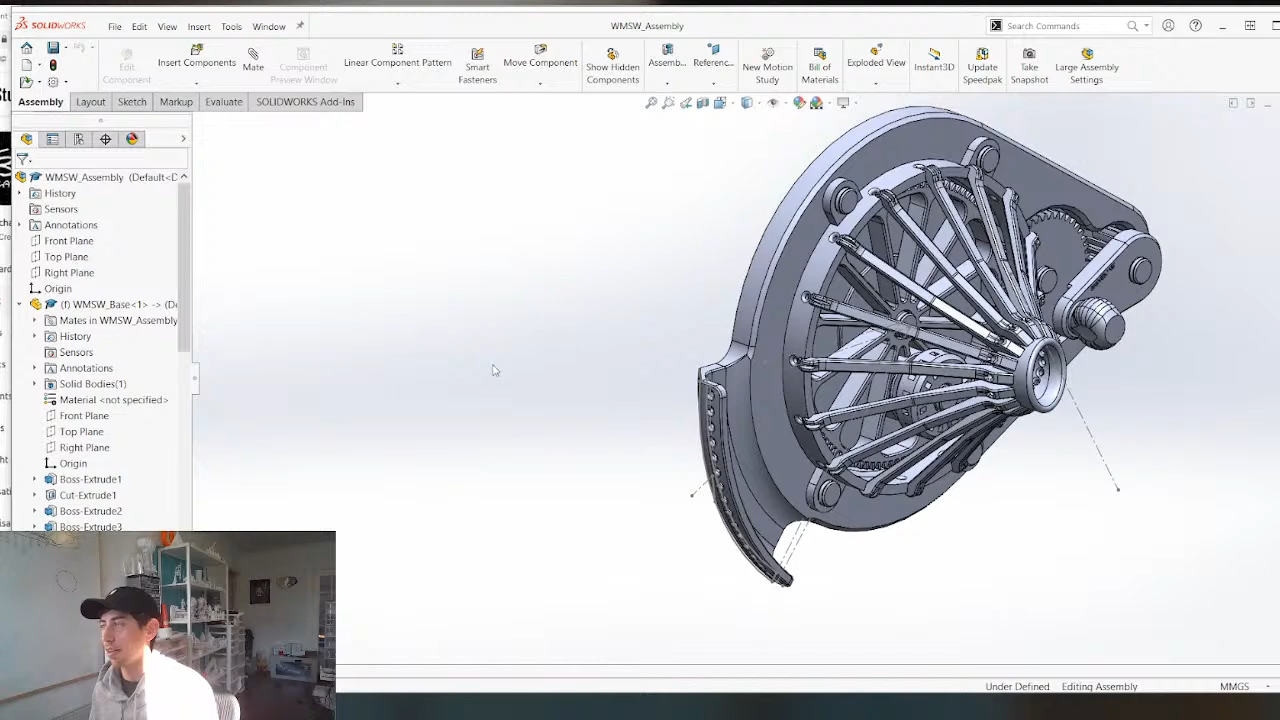 SOLIDWORKS
File Edit View Insert Tools Window
WMSW_Assembly
Search Commands
Edit Component
Insert Components
Mate
Component Preview Window
Linear Component Pattern
Smart Fasteners
Move Component
Show Hidden Components
Assemb...
Referenc...
New Motion Study
Bill of Materials
Exploded View
Instant3D
Update Speedpak
Take Snapshot
Large Assembly Settings
Assembly Layout Sketch Markup Evaluate SOLIDWORKS Add-Ins
WMSW_Assembly (Default<D
History
Sensors
Annotations
Front Plane
Top Plane
Right Plane
Origin
(f) WMSW_Base<1> -> (De
Mates in WMSW_Assembly
History
Sensors
Annotations
Solid Bodies(1)
Material <not specified>
Front Plane
Top Plane
Right Plane
Origin
Boss-Extrude1
Cut-Extrude1
Boss-Extrude2
Boss-Extrude3
Under Defined Editing Assembly MMGS